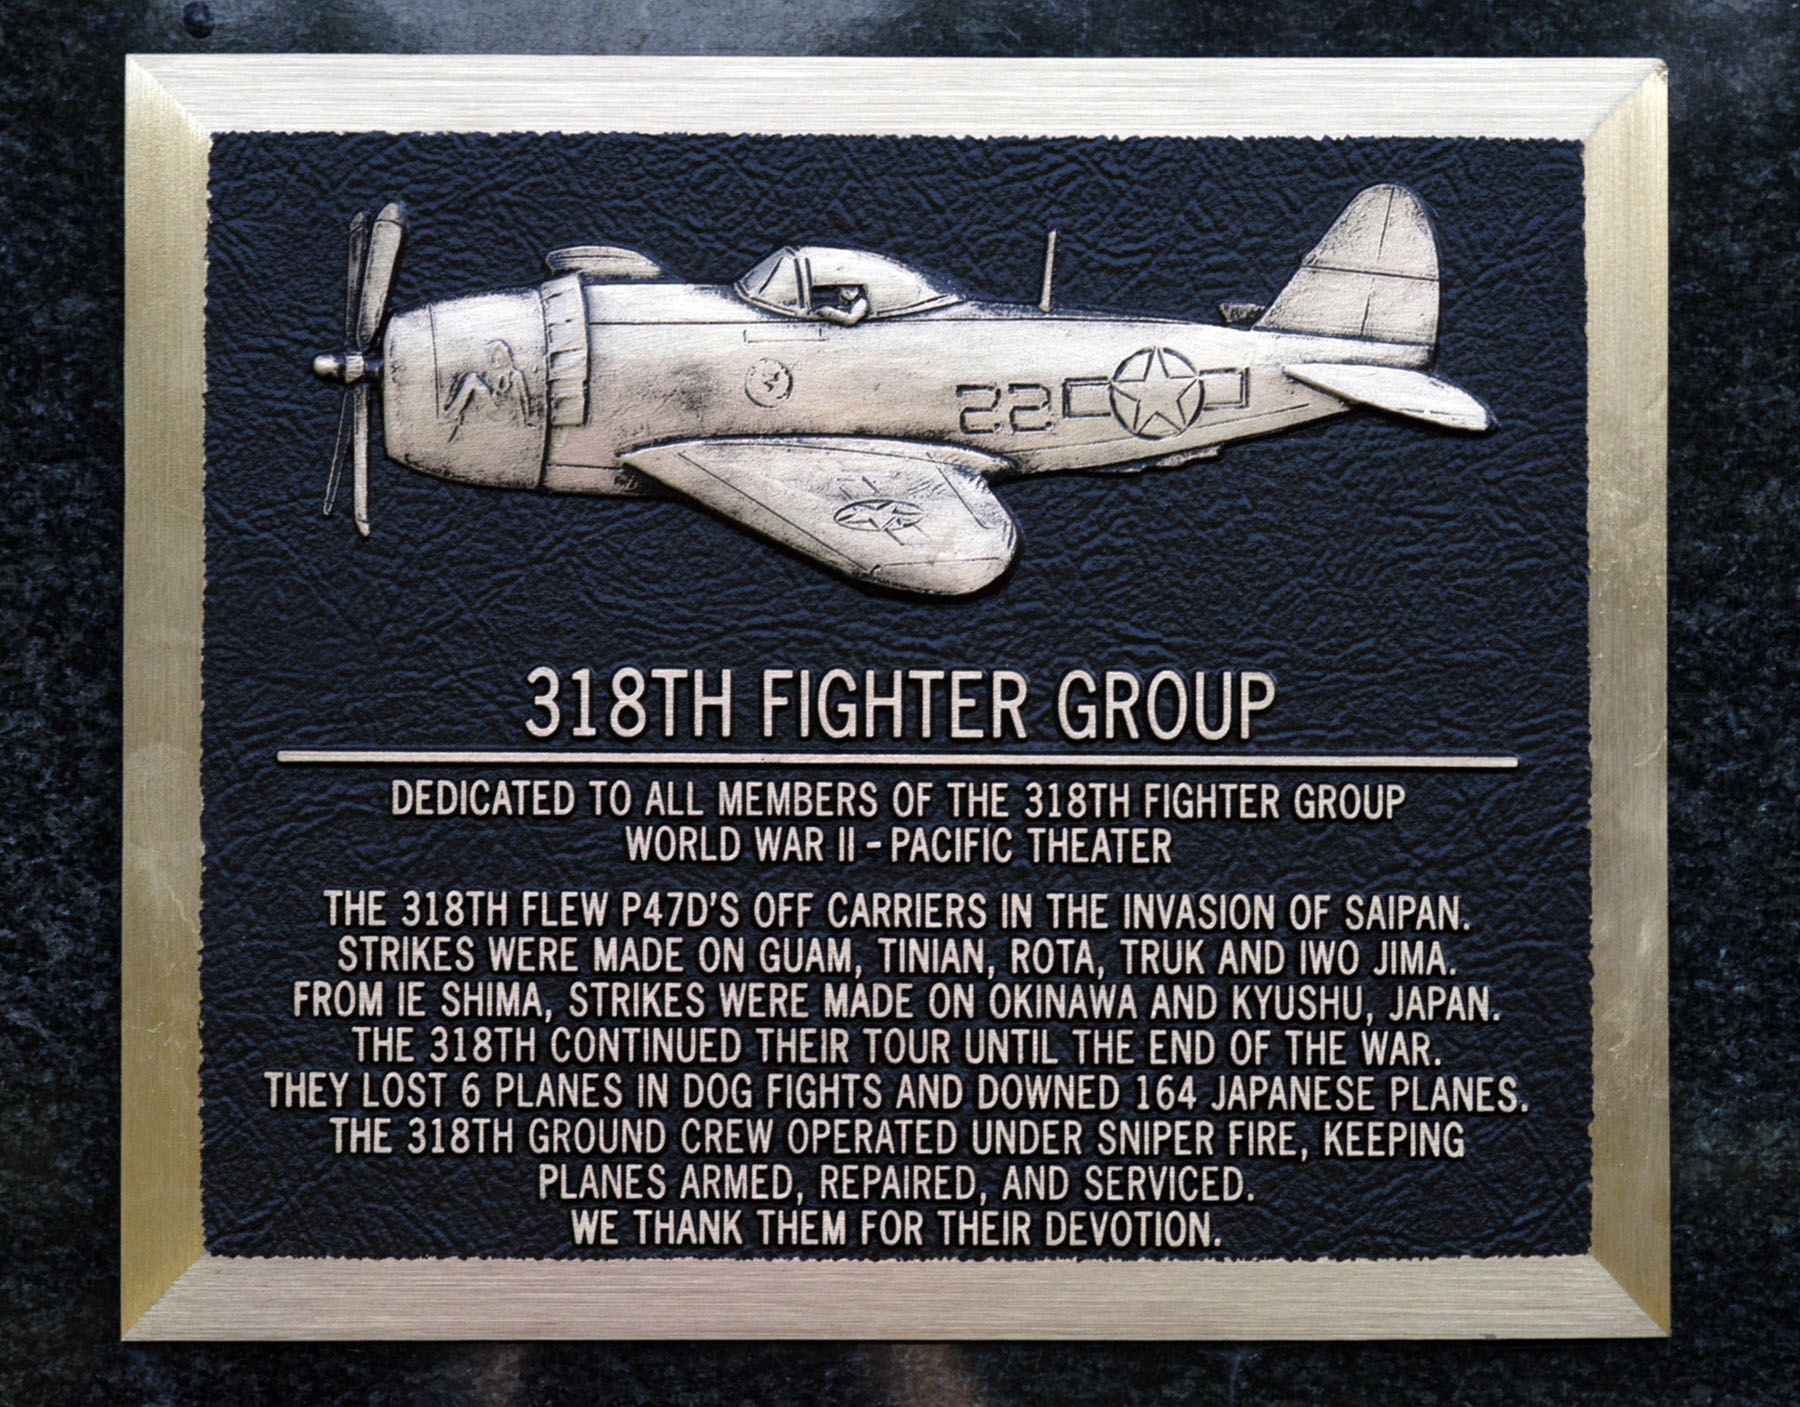 22
318TH FIGHTER GROUP
DEDICATED TO ALL MEMBERS OF THE 318TH FIGHTER GROUP
WORLD WAR II - PACIFIC THEATER
THE 318TH FLEW P47D'S OFF CARRIERS IN THE INVASION OF SAIPAN.
STRIKES WERE MADE ON GUAM, TINIAN, ROTA, TRUK AND IWO JIMA.
FROM IE SHIMA, STRIKES WERE MADE ON OKINAWA AND KYUSHU, JAPAN.
THE 318TH CONTINUED THEIR TOUR UNTIL THE END OF THE WAR.
THEY LOST 6 PLANES IN DOG FIGHTS AND DOWNED 164 JAPANESE PLANES.
THE 318TH GROUND CREW OPERATED UNDER SNIPER FIRE, KEEPING
PLANES ARMED, REPAIRED, AND SERVICED.
WE THANK THEM FOR THEIR DEVOTION.